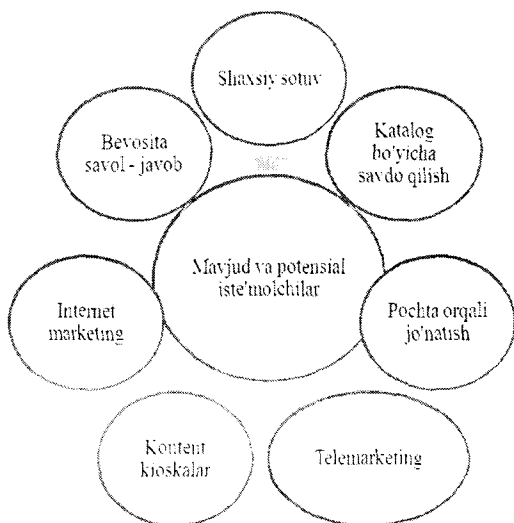 Shaxsiy sotuv
Bevosita
savol - javob
Katalog
bo'yicha
savdo qilish
Mavjud va potensial
iste'molchilar
Internet
marketing
Pochta orqali
jo'natish
Kontent
kioskalar
Telemarketing